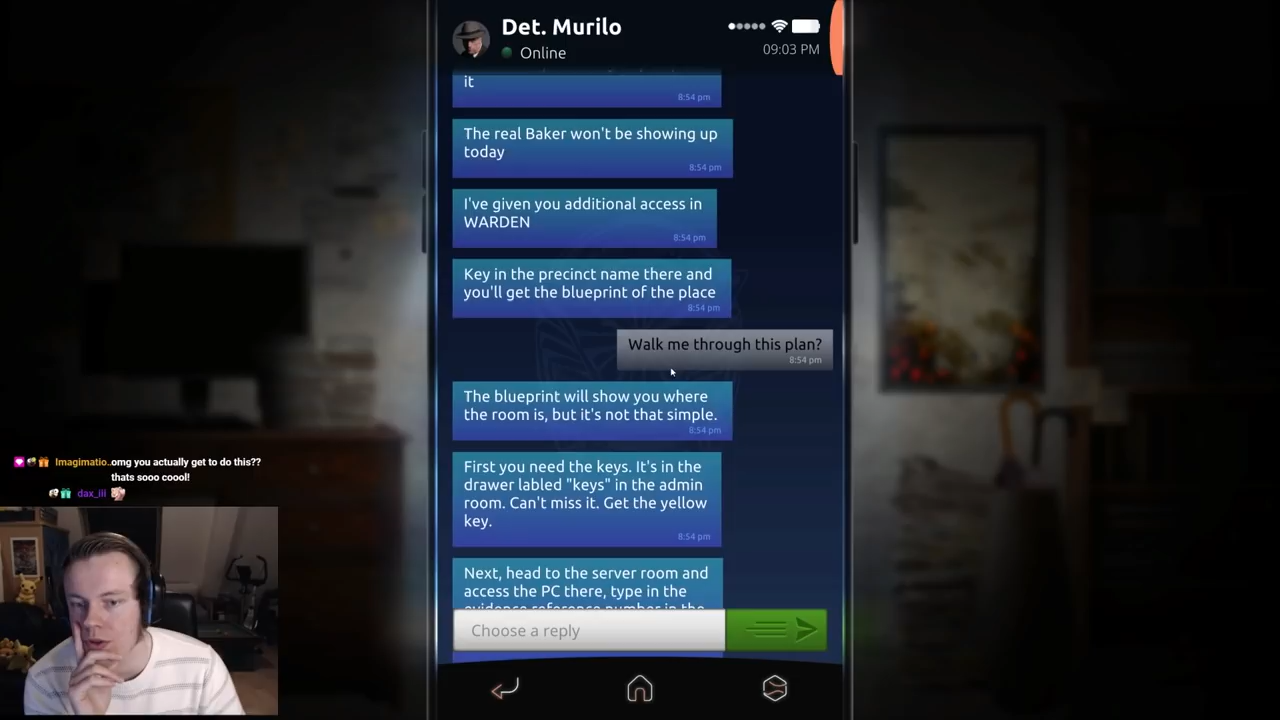 Det. Murilo
Online
09:03 PM
it
8:54 pm
The real Baker won't be showing up
today
8:54 pm
I've given you additional access in
WARDEN
8:54 pm
Key in the precinct name there and
you'll get the blueprint of the place
8:54 pm
Walk me through this plan?
8:54 pm
The blueprint will show you where
the room is, but it's not that simple.
8:54 pm
First you need the keys. It's in the
drawer labled "keys" in the admin
room. Can't miss it. Get the yellow
key.
8:54 pm
Next, head to the server room and
access the PC there, type in the
evidence reference number in the
Choose a reply
Imagimatio.. omg you actually get to do this??
thats sooo coool!
dax_iii